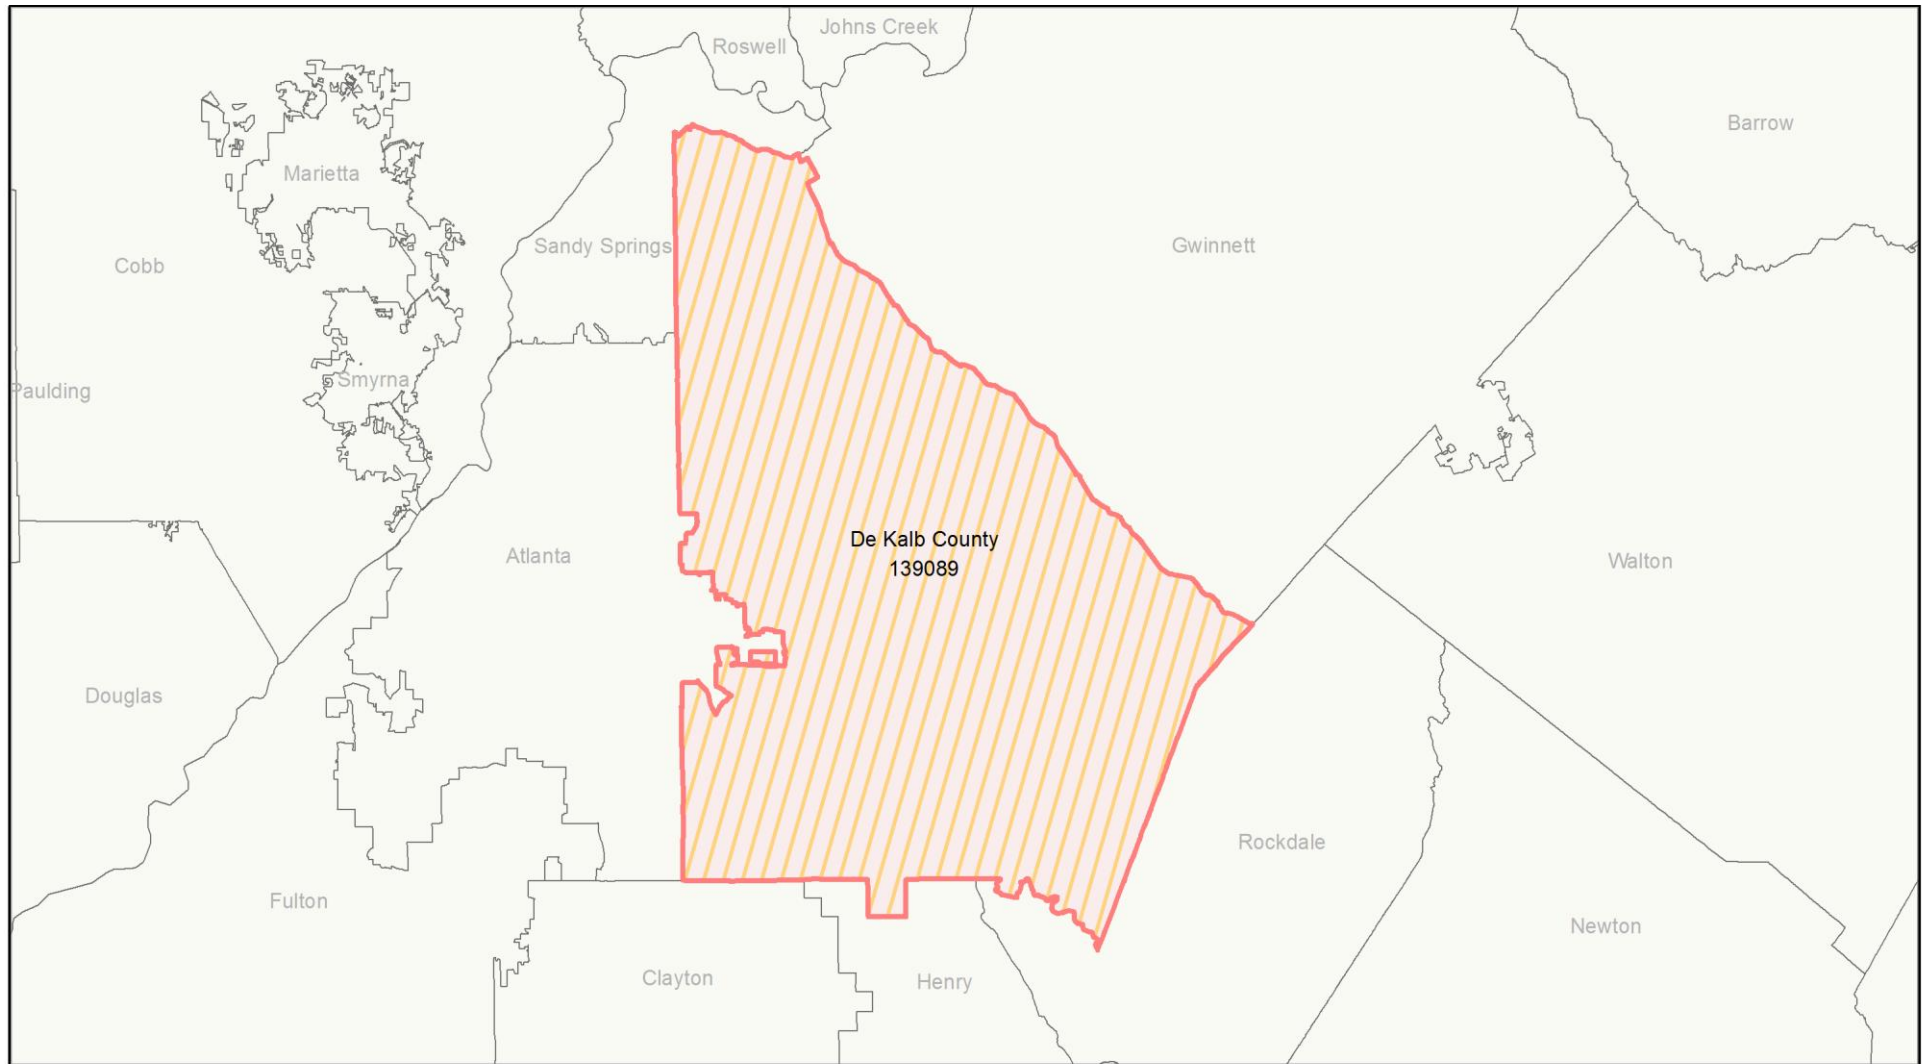 Johns Creek
Roswell
Barrow
Marietta
Sandy Springs
Gwinnett
Cobb
Smyrna
Paulding
De Kalb County
139089
Atlanta
Walton
Douglas
Rockdale
Fulton
Newton
Clayton
Henry